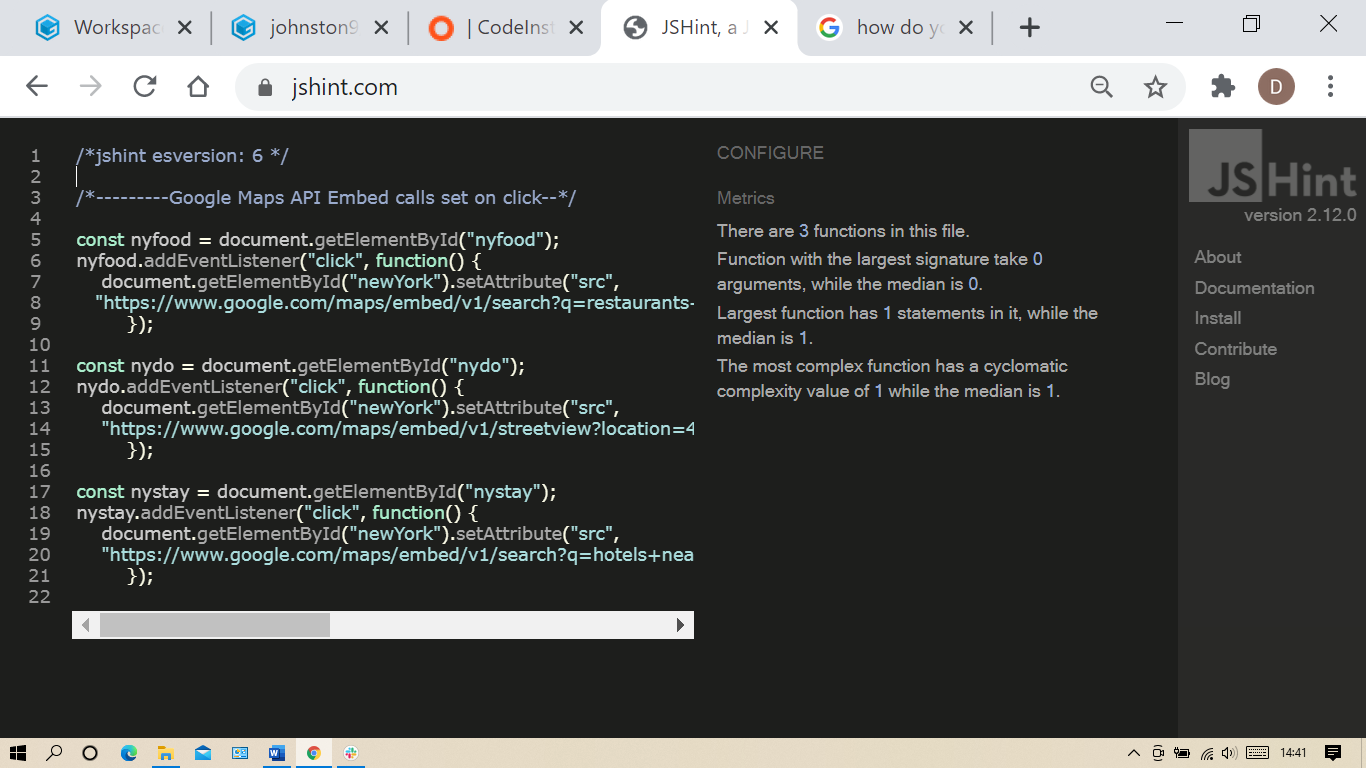 Workspac
johnston9
| CodeInst
JSHint, a J
how do yo
jshint.com
D
1 /*jshint esversion: 6 */
2
3 /*---------Google Maps API Embed calls set on click--*/
4
5 const nyfood = document.getElementById("nyfood");
6 nyfood.addEventListener("click", function() {
7 document.getElementById("newYork").setAttribute("src",
8 "https://www.google.com/maps/embed/v1/search?q=restaurants-
9 });
10
11 const nydo = document.getElementById("nydo");
12 nydo.addEventListener("click", function() {
13 document.getElementById("newYork").setAttribute("src",
14 "https://www.google.com/maps/embed/v1/streetview?location=4
15 });
16
17 const nystay = document.getElementById("nystay");
18 nystay.addEventListener("click", function() {
19 document.getElementById("newYork").setAttribute("src",
20 "https://www.google.com/maps/embed/v1/search?q=hotels+nea
21 });
22
CONFIGURE
Metrics
There are 3 functions in this file.
Function with the largest signature take 0
arguments, while the median is 0.
Largest function has 1 statements in it, while the
median is 1.
The most complex function has a cyclomatic
complexity value of 1 while the median is 1.
JSHint
version 2.12.0
About
Documentation
Install
Contribute
Blog
14:41